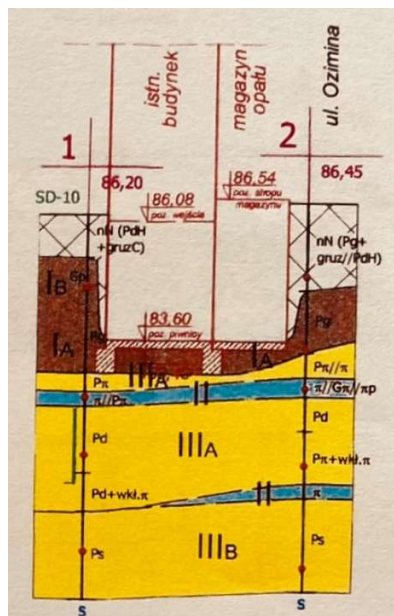 istn.
budynek
magazyn
opału
ul. Ozimina
1
2
86,20
86,45
SD-10
86,08
poz. wejścia
86,54
poz. stropu
magazynu
nN (PdH
+gruzC)
nN (Pg+
gruz//PdH)
IB
Gp
IA
Pg
Pg
83,60
poz. piwnicy
IA
IIIA
Pπ
Pπ//π
π//Pπ
II
π//Gπ//πp
Pd
Pd
IIIA
Pπ+wkł.π
Pd+wkł.π
II
π
Ps
IIIB
Ps
S
S